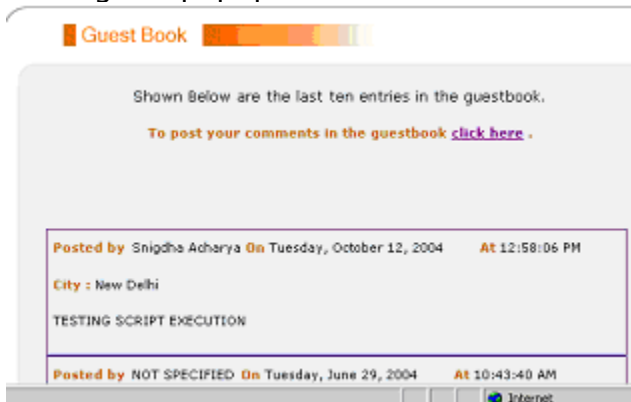 Guest Book
Shown Below are the last ten entries in the guestbook.
To post your comments in the guestbook click here .
Posted by Snigdha Acharya On Tuesday, October 12, 2004 At 12:58:06 PM
City : New Delhi
TESTING SCRIPT EXECUTION
Posted by NOT SPECIFIED On Tuesday, June 29, 2004 At 10:43:40 AM
Internet